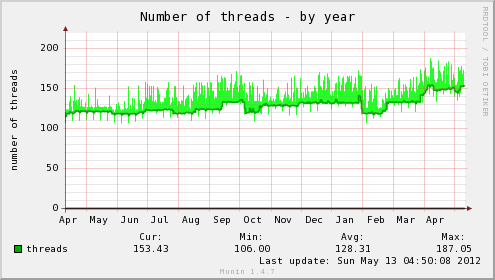 Number of threads - by year
RRDTOOL / TOBI OETIKER
number of threads
200
150
100
50
0
Apr May Jun Jul Aug Sep Oct Nov Dec Jan Feb Mar Apr
Cur: Min: Avg: Max:
threads 153.43 106.00 128.31 187.05
Last update: Sun May 13 04:50:08 2012
Munin 1.4.7